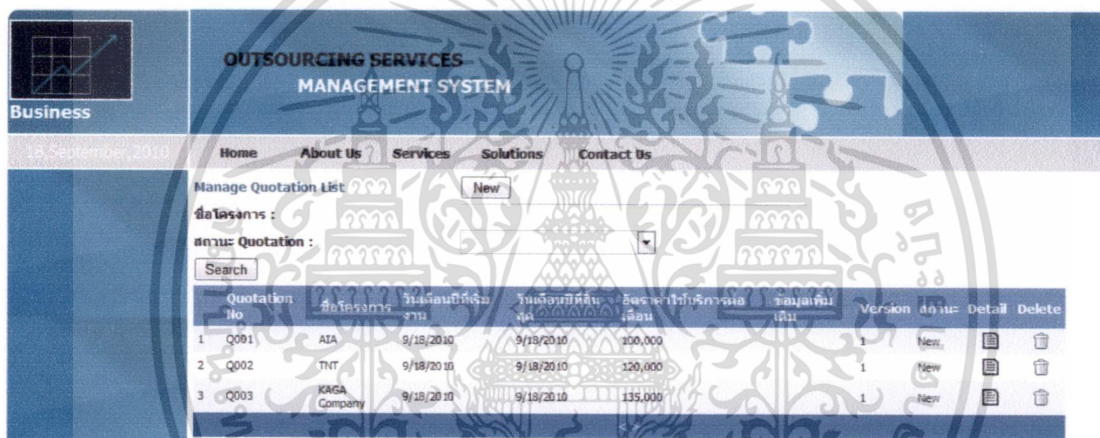 OUTSOURCING SERVICES
MANAGEMENT SYSTEM
Business
18,September,2010
Home About Us Services Solutions Contact Us
Manage Quotation List New
ชื่อโครงการ :
สถานะ Quotation :
Search
Quotation No ชื่อโครงการ วันเดือนปีที่เริ่มงาน วันเดือนปีที่สิ้นสุด อัตราค่าใช้บริการต่อเดือน ข้อมูลเพิ่มเติม Version สถานะ Detail Delete
1 Q091 AIA 9/18/2010 9/18/2010 100,000 1 New
2 Q002 TNT 9/18/2010 9/18/2010 120,000 1 New
3 Q003 KAGA Company 9/18/2010 9/18/2010 135,000 1 New